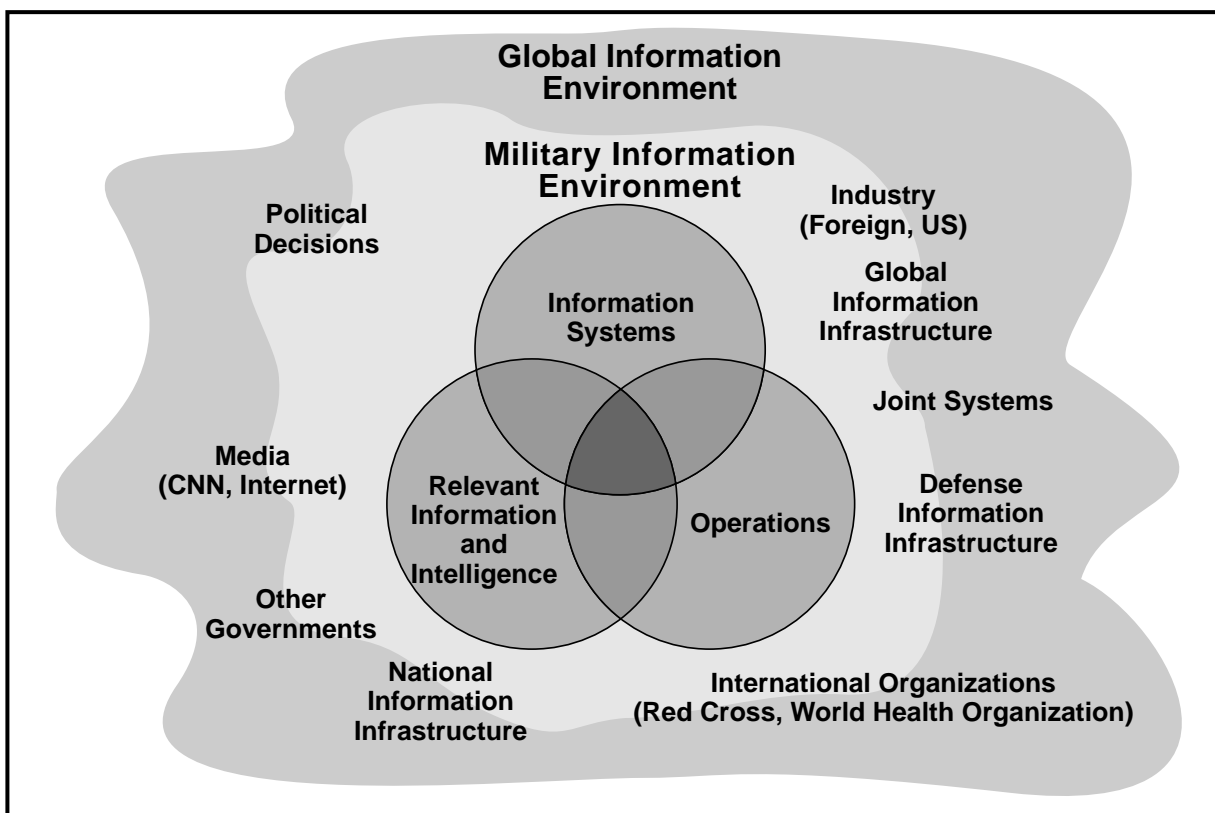 Global Information
Environment
Military Information
Environment
Political
Decisions
Industry
(Foreign, US)
Information
Systems
Global
Information
Infrastructure
Joint Systems
Media
(CNN, Internet)
Relevant
Information
and
Intelligence
Operations
Defense
Information
Infrastructure
Other
Governments
National
Information
Infrastructure
International Organizations
(Red Cross, World Health Organization)